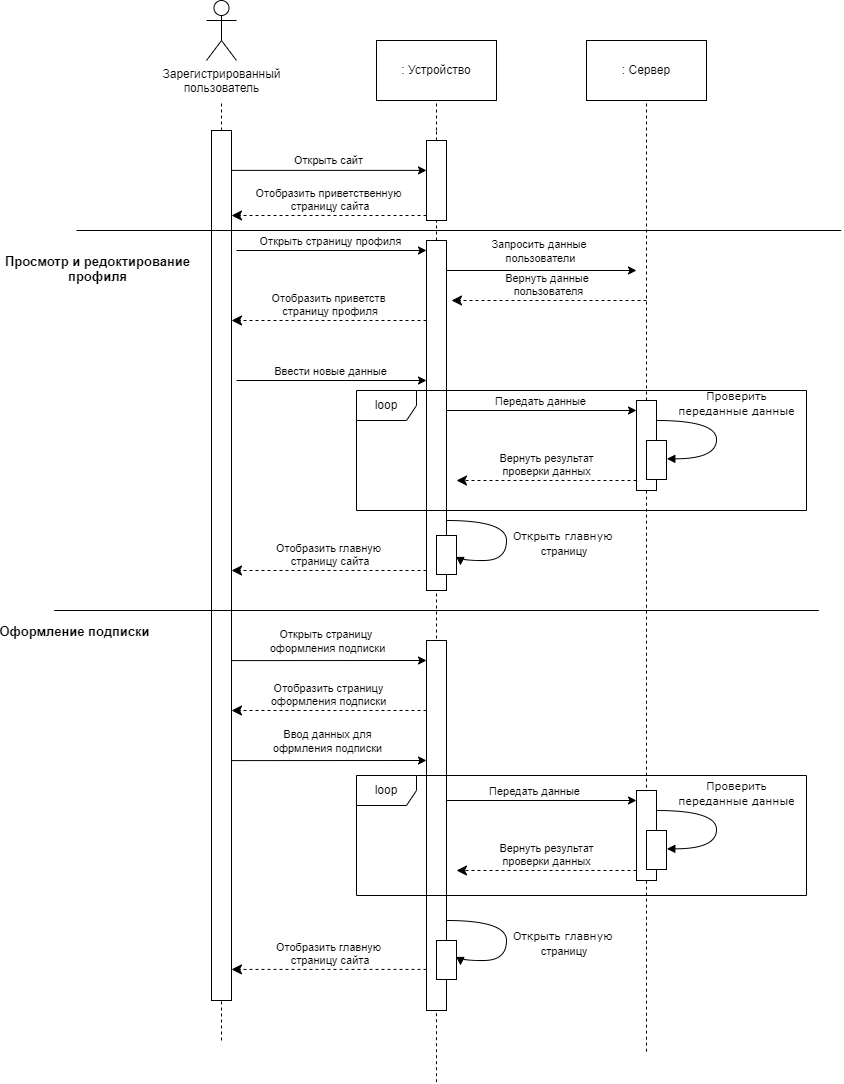 Зарегистрированный
пользователь
: Устройство
: Сервер
Открыть сайт
Отобразить приветственную
страницу сайта
Просмотр и редоктирование
профиля
Открыть страницу профиля
Запросить данные
пользователи
Вернуть данные
пользователя
Отобразить приветств
страницу профиля
Ввести новые данные
loop
Передать данные
Проверить
переданные данные
Вернуть результат
проверки данных
Открыть главную
страницу
Отобразить главную
страницу сайта
Оформление подписки
Открыть страницу
оформления подписки
Отобразить страницу
оформления подписки
Ввод данных для
офрмления подписки
loop
Передать данные
Проверить
переданные данные
Вернуть результат
проверки данных
Открыть главную
страницу
Отобразить главную
страницу сайта